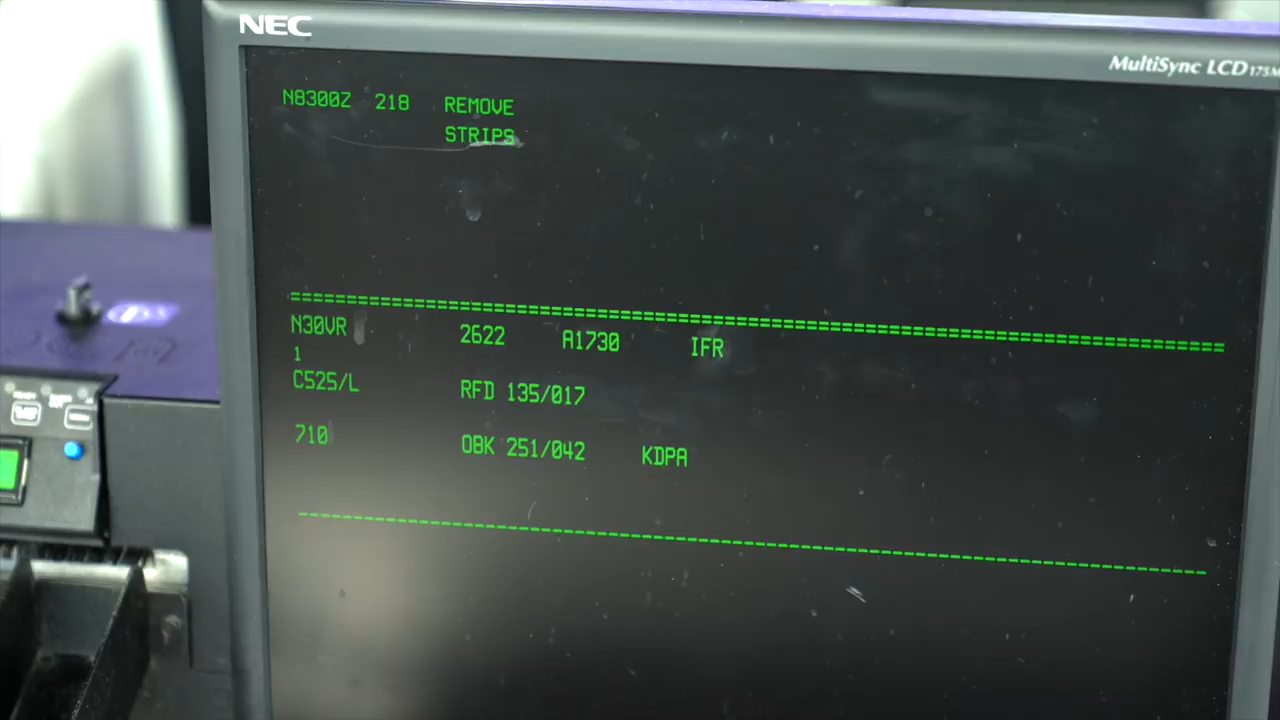 NEC
MultiSync LCD 175M
N8300Z 218 REMOVE
STRIPS
N30VR 2622 A1730 IFR
1
C525/L RFD 135/017
710 OBK 251/042 KDPA